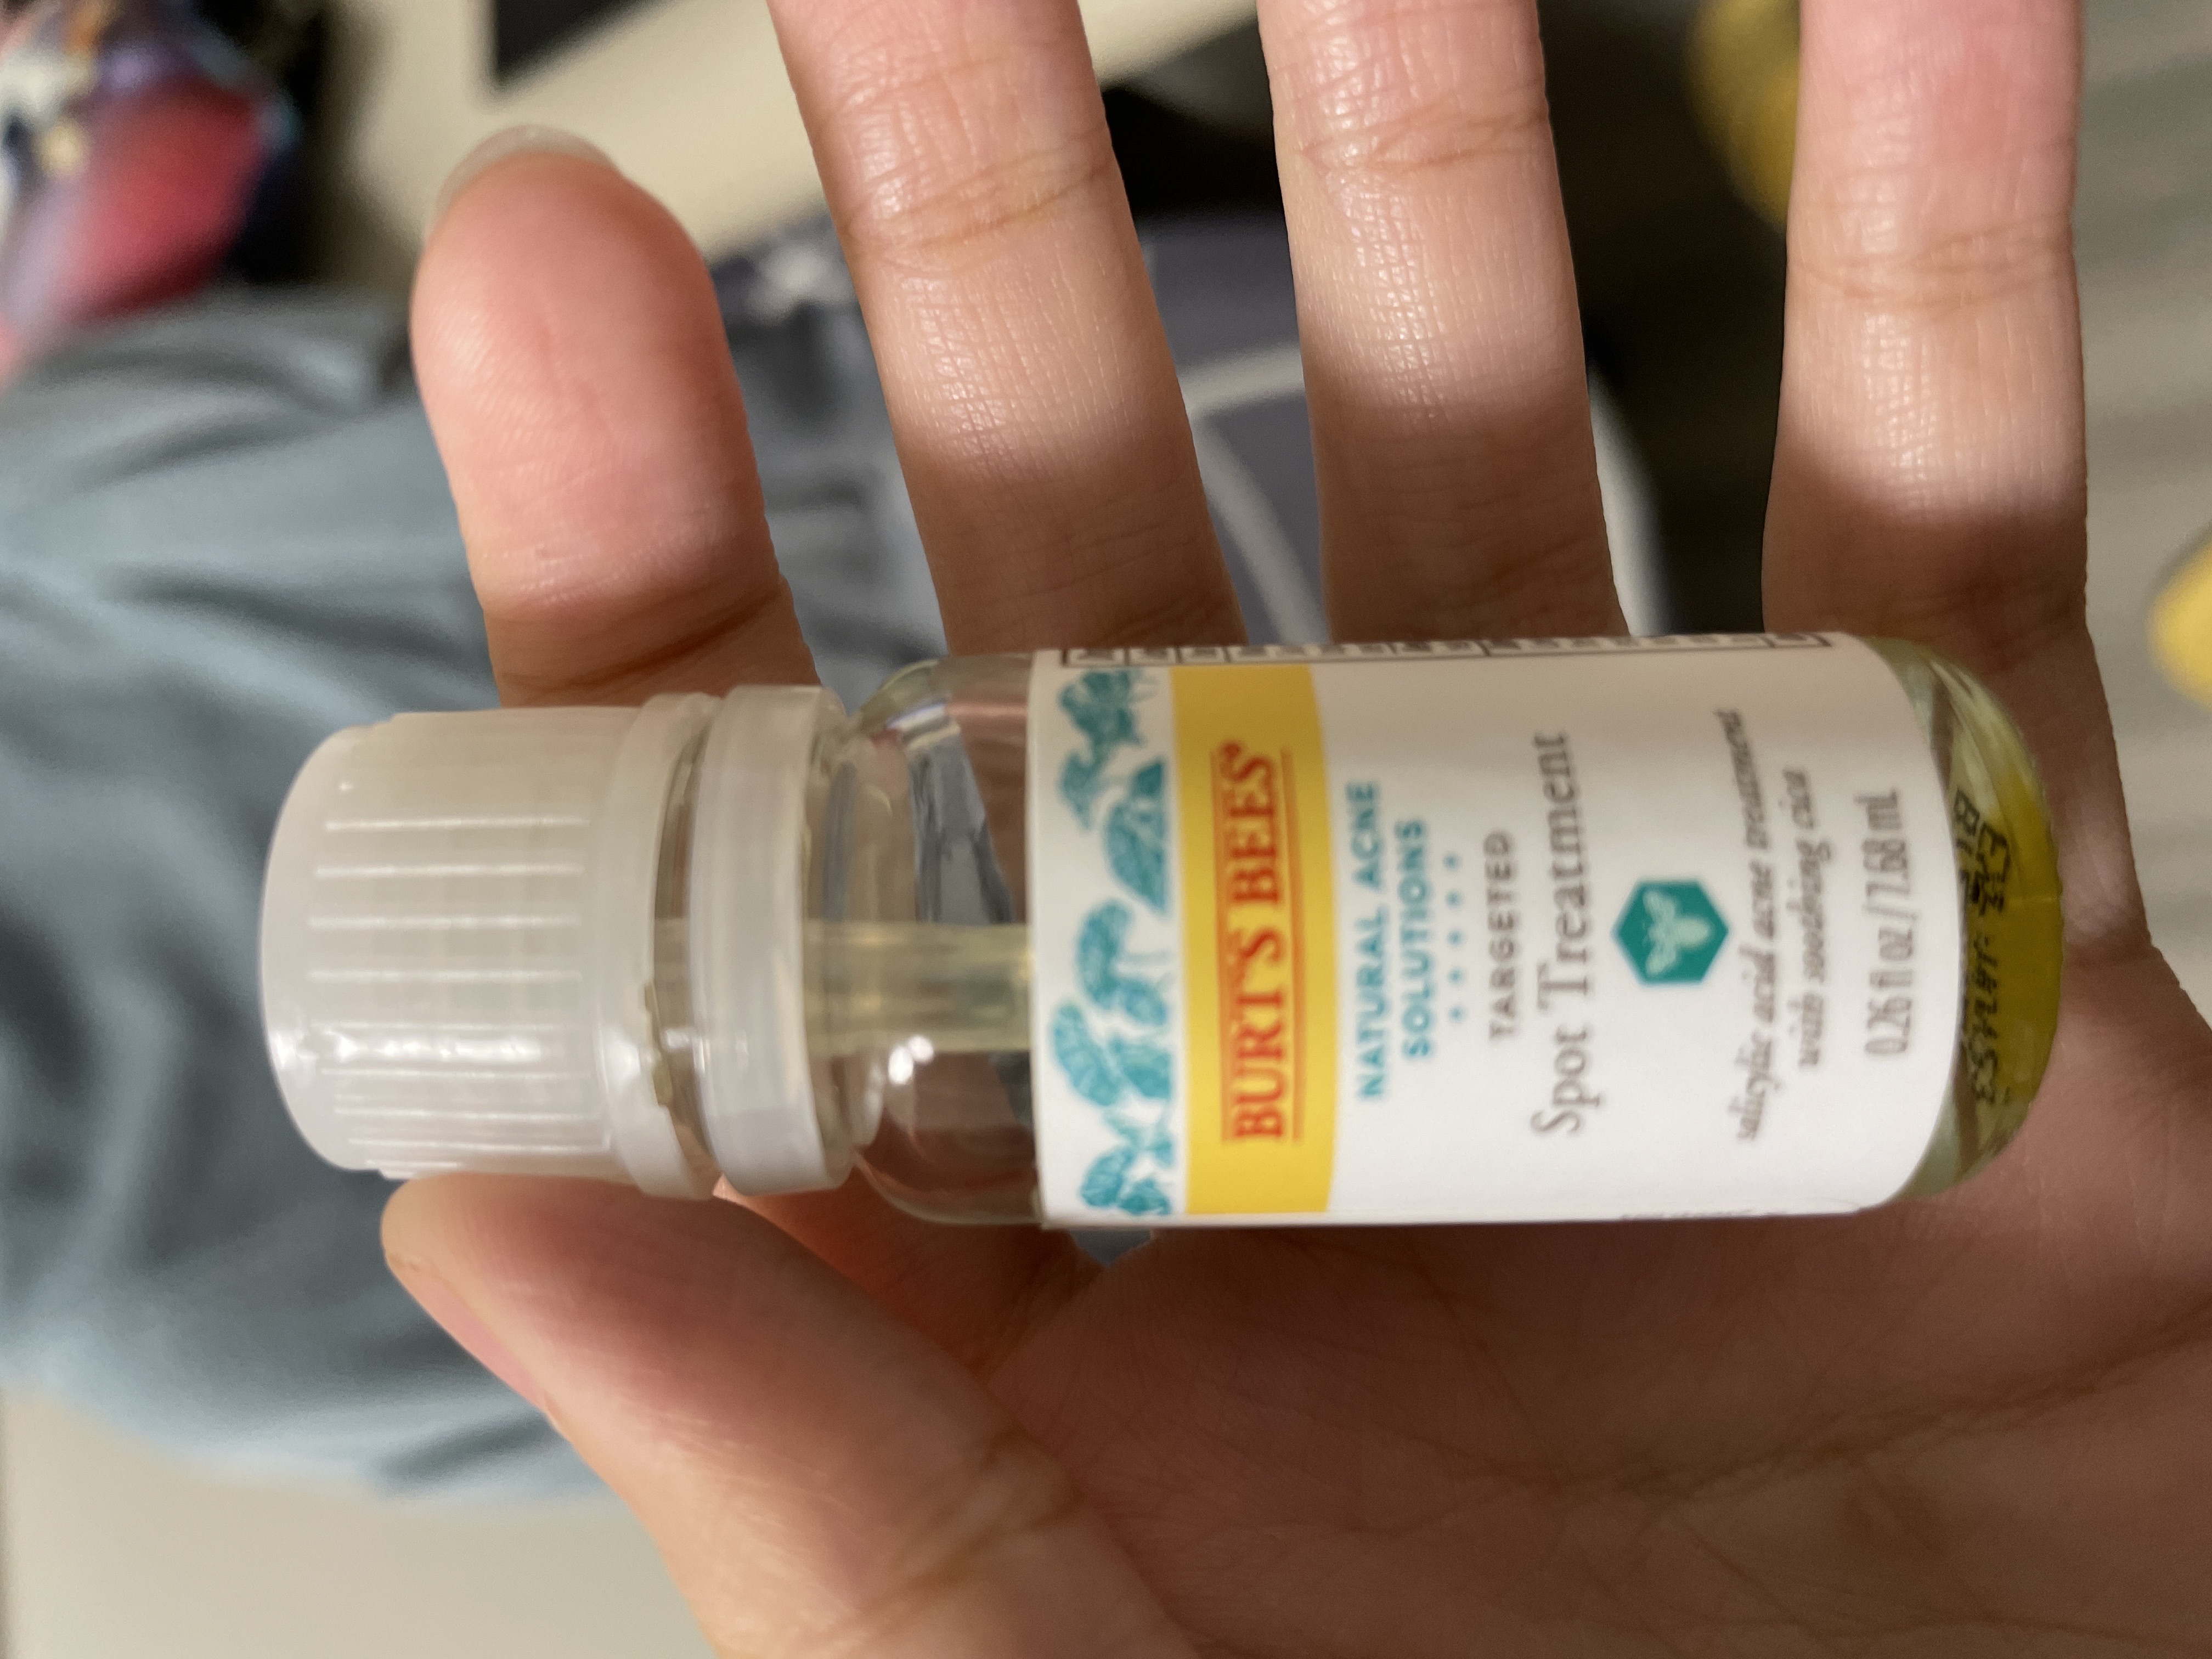 BURT'S BEES®
NATURAL ACNE
SOLUTIONS
TARGETED
Spot Treatment
salicylic acid acne treatment
with soothing cica
0.26 fl oz / 7.68 mL